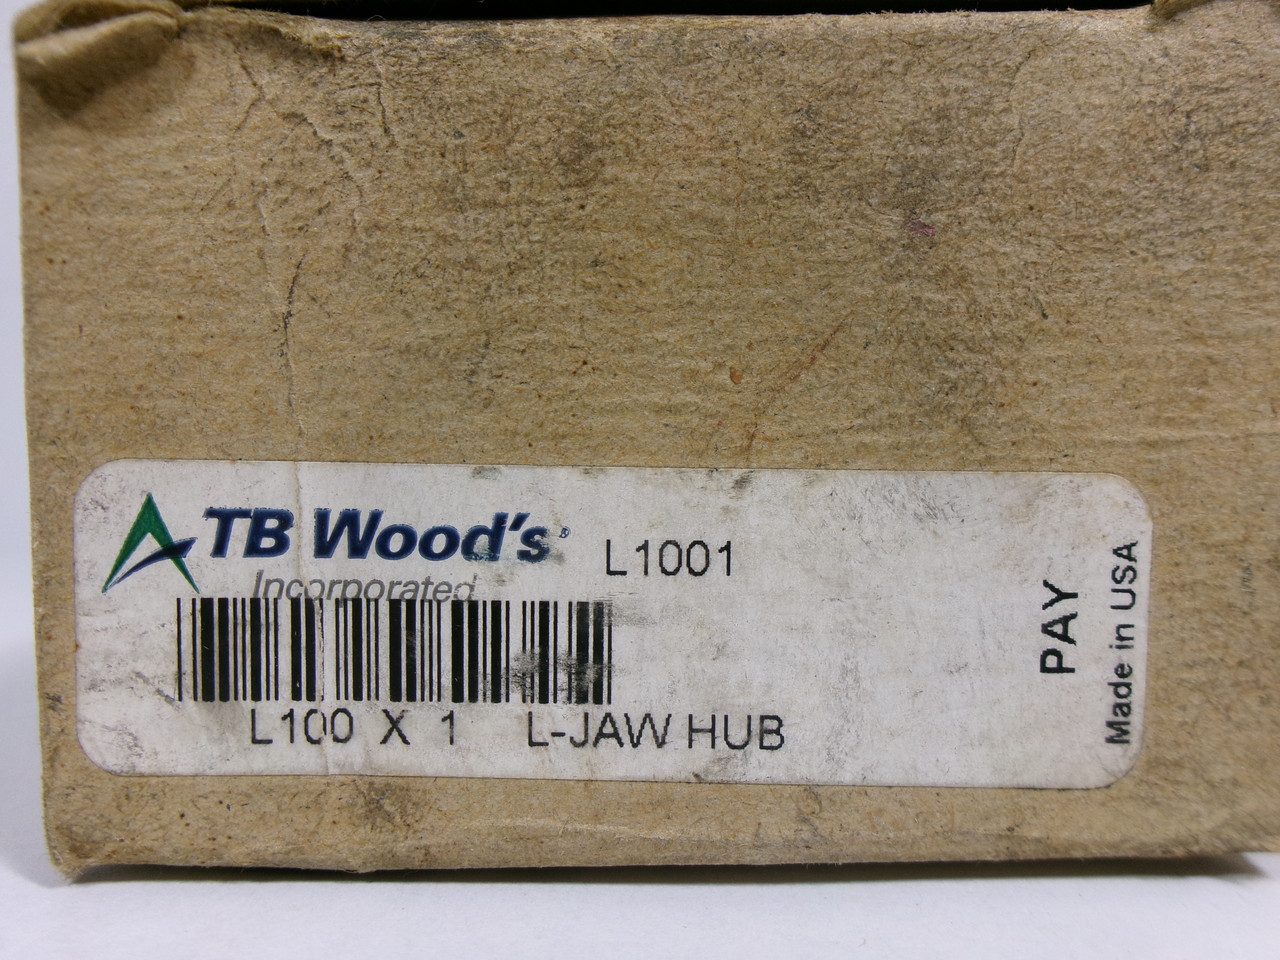 TB Wood's®
L1001
Incorporated
L100 X 1 L-JAW HUB
PAY
Made in USA